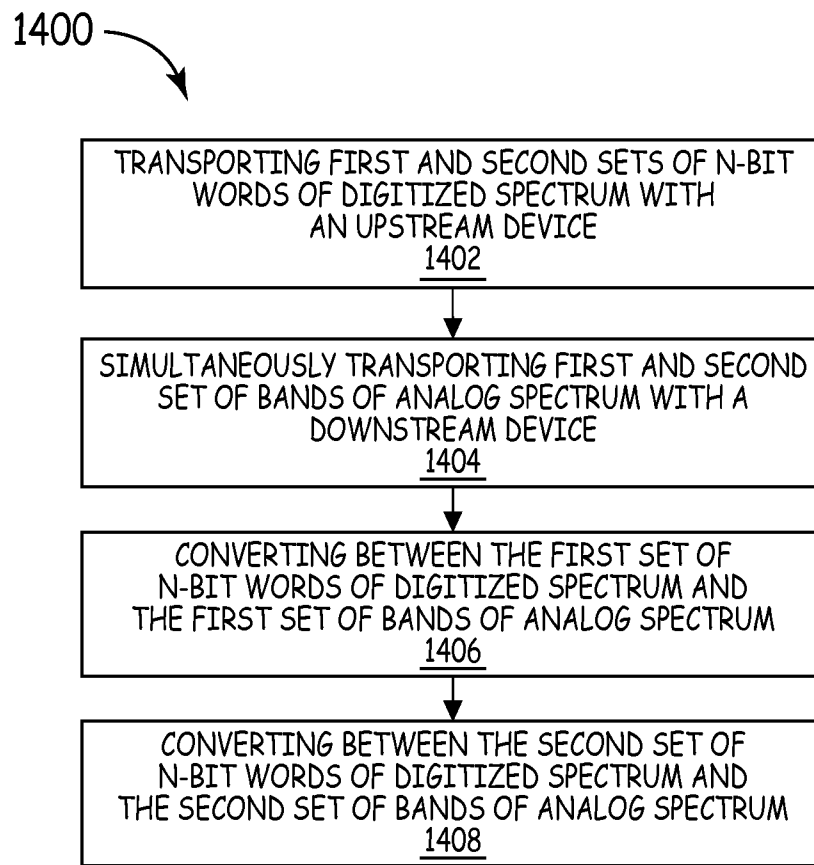 1400
TRANSPORTING FIRST AND SECOND SETS OF N-BIT
WORDS OF DIGITIZED SPECTRUM WITH
AN UPSTREAM DEVICE
1402
SIMULTANEOUSLY TRANSPORTING FIRST AND SECOND
SET OF BANDS OF ANALOG SPECTRUM WITH A
DOWNSTREAM DEVICE
1404
CONVERTING BETWEEN THE FIRST SET OF
N-BIT WORDS OF DIGITIZED SPECTRUM AND
THE FIRST SET OF BANDS OF ANALOG SPECTRUM
1406
CONVERTING BETWEEN THE SECOND SET OF
N-BIT WORDS OF DIGITIZED SPECTRUM AND
THE SECOND SET OF BANDS OF ANALOG SPECTRUM
1408